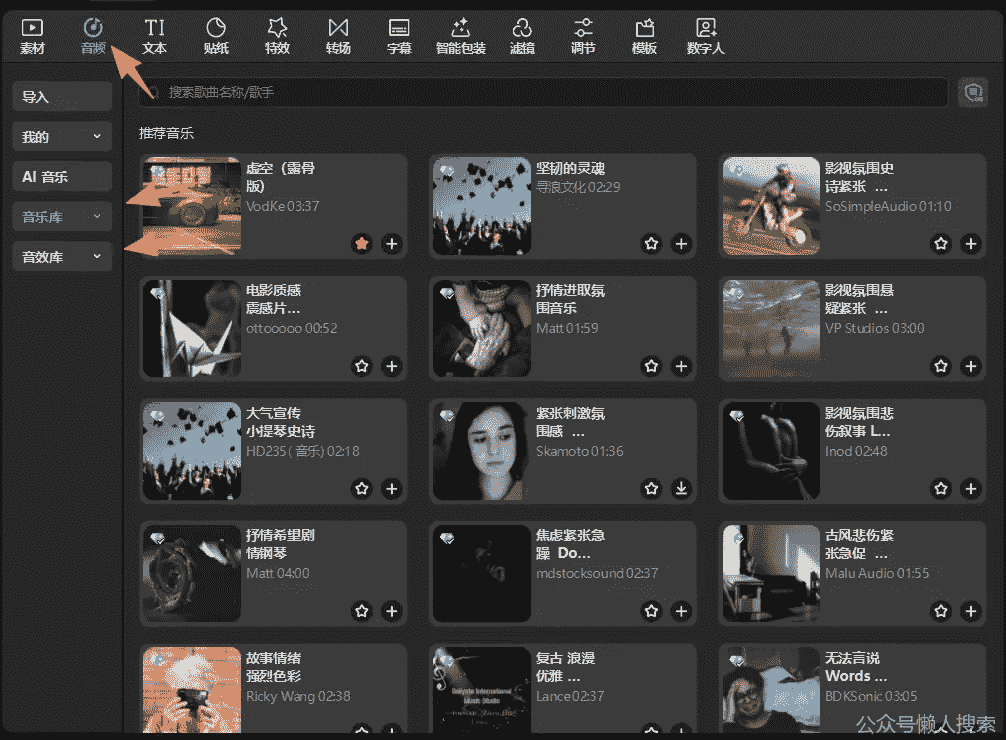 素材 音频 文本 贴纸 特效 转场 字幕 智能包装 滤镜 调节 模板 数字人
导入
我的
AI 音乐
音乐库
音效库
搜索歌曲名称/歌手
推荐音乐
虚空（露骨
版）
VodKe 03:37
坚韧的灵魂
寻浪文化 02:29
影视氛围史
诗紧张 ...
SoSimpleAudio 01:10
电影质感
震感片...
ottooooo 00:52
抒情进取氛
围音乐
Matt 01:59
影视氛围悬
疑紧张 ...
VP Studios 03:00
大气宣传
小提琴史诗
HD235 ( 音乐) 02:18
紧张刺激氛
围感 ...
Skamoto 01:36
影视氛围悲
伤叙事 L...
Inod 02:48
抒情希望剧
情钢琴
Matt 04:00
焦虑紧张急
躁 Do...
mdstocksound 02:37
古风悲伤紧
张急促 ...
Malu Audio 01:55
故事情绪
强烈色彩
Ricky Wang 02:38
复古 浪漫
优雅 ...
Lance 02:37
International
Music Studio
无法言说
Words ...
BDKSonic 03:05
公众号懒人搜索